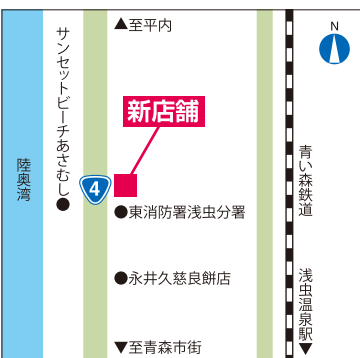 ▲至平内
N
サンセットビーチあさむし●
新店舗
陸奥湾
4
青い森鉄道
●東消防署浅虫分署
●永井久慈良餅店
浅虫温泉駅▼
▼至青森市街